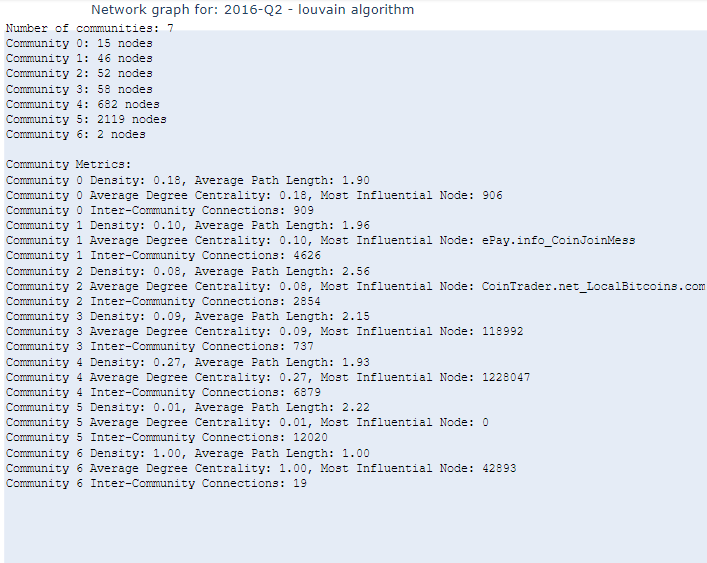 Network graph for: 2016-Q2 - louvain algorithm
Number of communities: 7
Community 0: 15 nodes
Community 1: 46 nodes
Community 2: 52 nodes
Community 3: 58 nodes
Community 4: 682 nodes
Community 5: 2119 nodes
Community 6: 2 nodes
Community Metrics:
Community 0 Density: 0.18, Average Path Length: 1.90
Community 0 Average Degree Centrality: 0.18, Most Influential Node: 906
Community 0 Inter-Community Connections: 909
Community 1 Density: 0.10, Average Path Length: 1.96
Community 1 Average Degree Centrality: 0.10, Most Influential Node: ePay.info_CoinJoinMess
Community 1 Inter-Community Connections: 4626
Community 2 Density: 0.08, Average Path Length: 2.56
Community 2 Average Degree Centrality: 0.08, Most Influential Node: CoinTrader.net_LocalBitcoins.com
Community 2 Inter-Community Connections: 2854
Community 3 Density: 0.09, Average Path Length: 2.15
Community 3 Average Degree Centrality: 0.09, Most Influential Node: 118992
Community 3 Inter-Community Connections: 737
Community 4 Density: 0.27, Average Path Length: 1.93
Community 4 Average Degree Centrality: 0.27, Most Influential Node: 1228047
Community 4 Inter-Community Connections: 6879
Community 5 Density: 0.01, Average Path Length: 2.22
Community 5 Average Degree Centrality: 0.01, Most Influential Node: 0
Community 5 Inter-Community Connections: 12020
Community 6 Density: 1.00, Average Path Length: 1.00
Community 6 Average Degree Centrality: 1.00, Most Influential Node: 42893
Community 6 Inter-Community Connections: 19